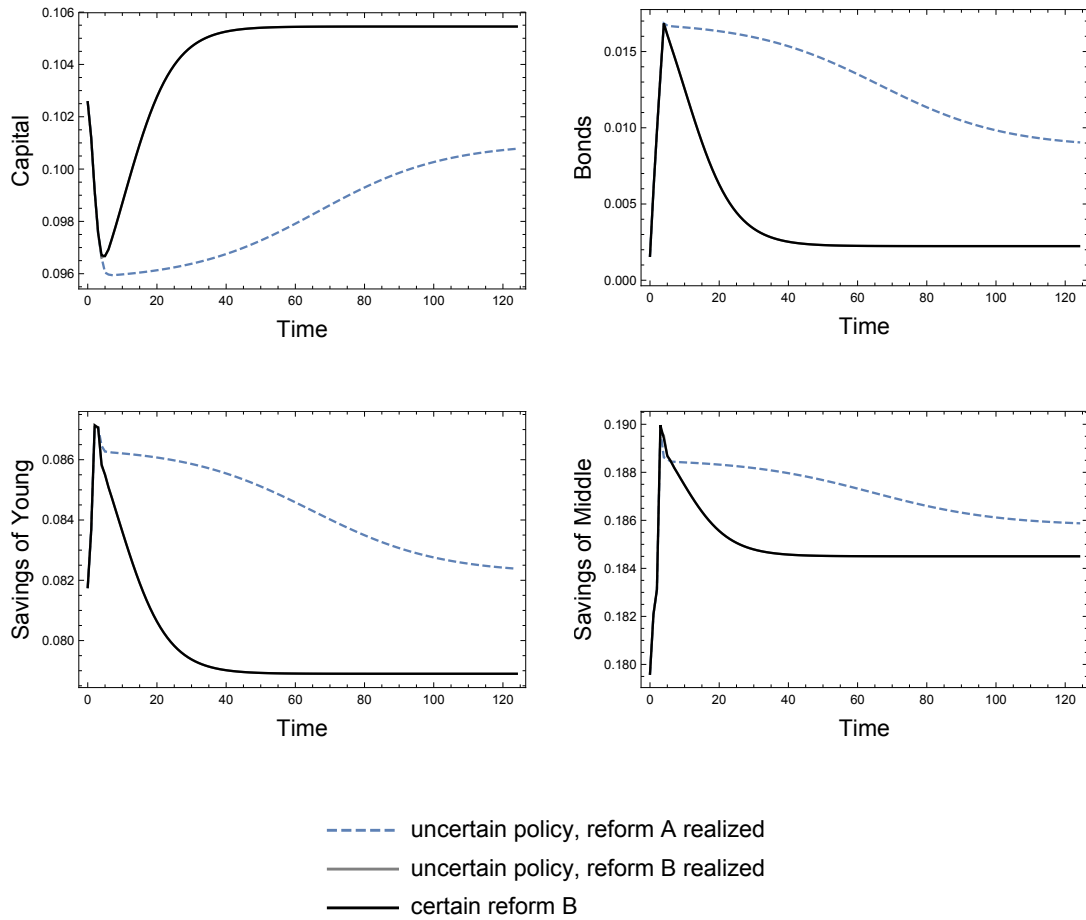 0.106
0.104
0.102
0.100
0.098
0.096
Capital
0 20 40 60 80 100 120
Time
0.015
0.010
0.005
0.000
Bonds
0 20 40 60 80 100 120
Time
0.086
0.084
0.082
0.080
Savings of Young
0 20 40 60 80 100 120
Time
0.190
0.188
0.186
0.184
0.182
0.180
Savings of Middle
0 20 40 60 80 100 120
Time
uncertain policy, reform A realized
uncertain policy, reform B realized
certain reform B